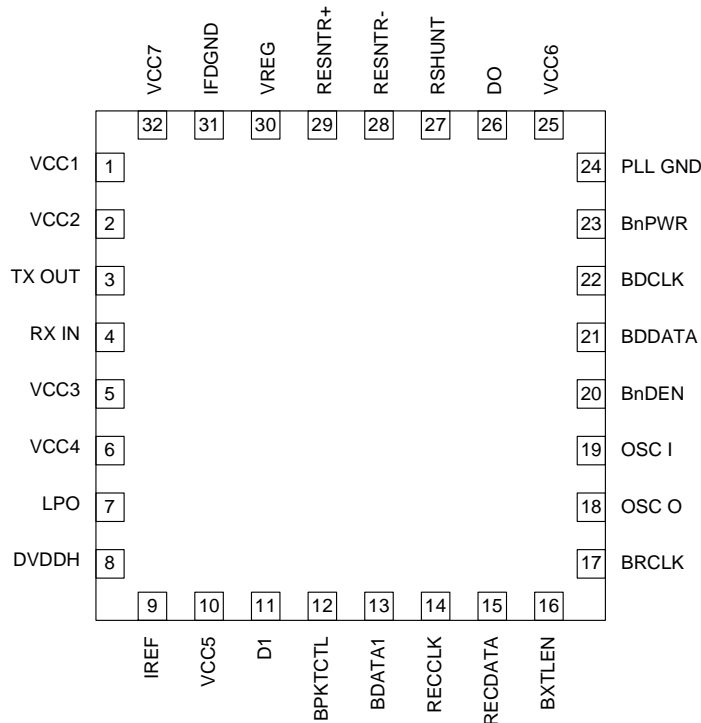 VCC7
IFDGND
VREG
RESNTR+
RESNTR-
RSHUNT
DO
VCC6
32
31
30
29
28
27
26
25
VCC1 1
24 PLL GND
VCC2 2
23 BnPWR
TX OUT 3
22 BDCLK
RX IN 4
21 BDDATA
VCC3 5
20 BnDEN
VCC4 6
19 OSC I
LPO 7
18 OSC O
DVDDH 8
17 BRCLK
9
10
11
12
13
14
15
16
IREF
VCC5
D1
BPKTCTL
BDATA1
RECCLK
RECDATA
BXTLEN